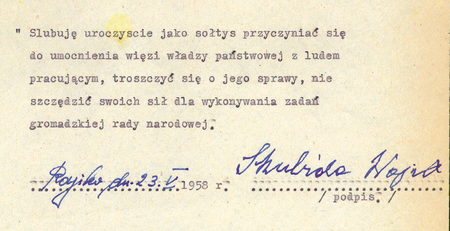 " Slubuję uroczyście jako sołtys przyczyniać się
do umocnienia więzi władzy państwowej z ludem
pracującym, troszczyć się o jego sprawy, nie
szczędzić swoich sił dla wykonywania zadań
gromadzkiej rady narodowej.
dn. 23.V 1958 r. Skubida
/ podpis /